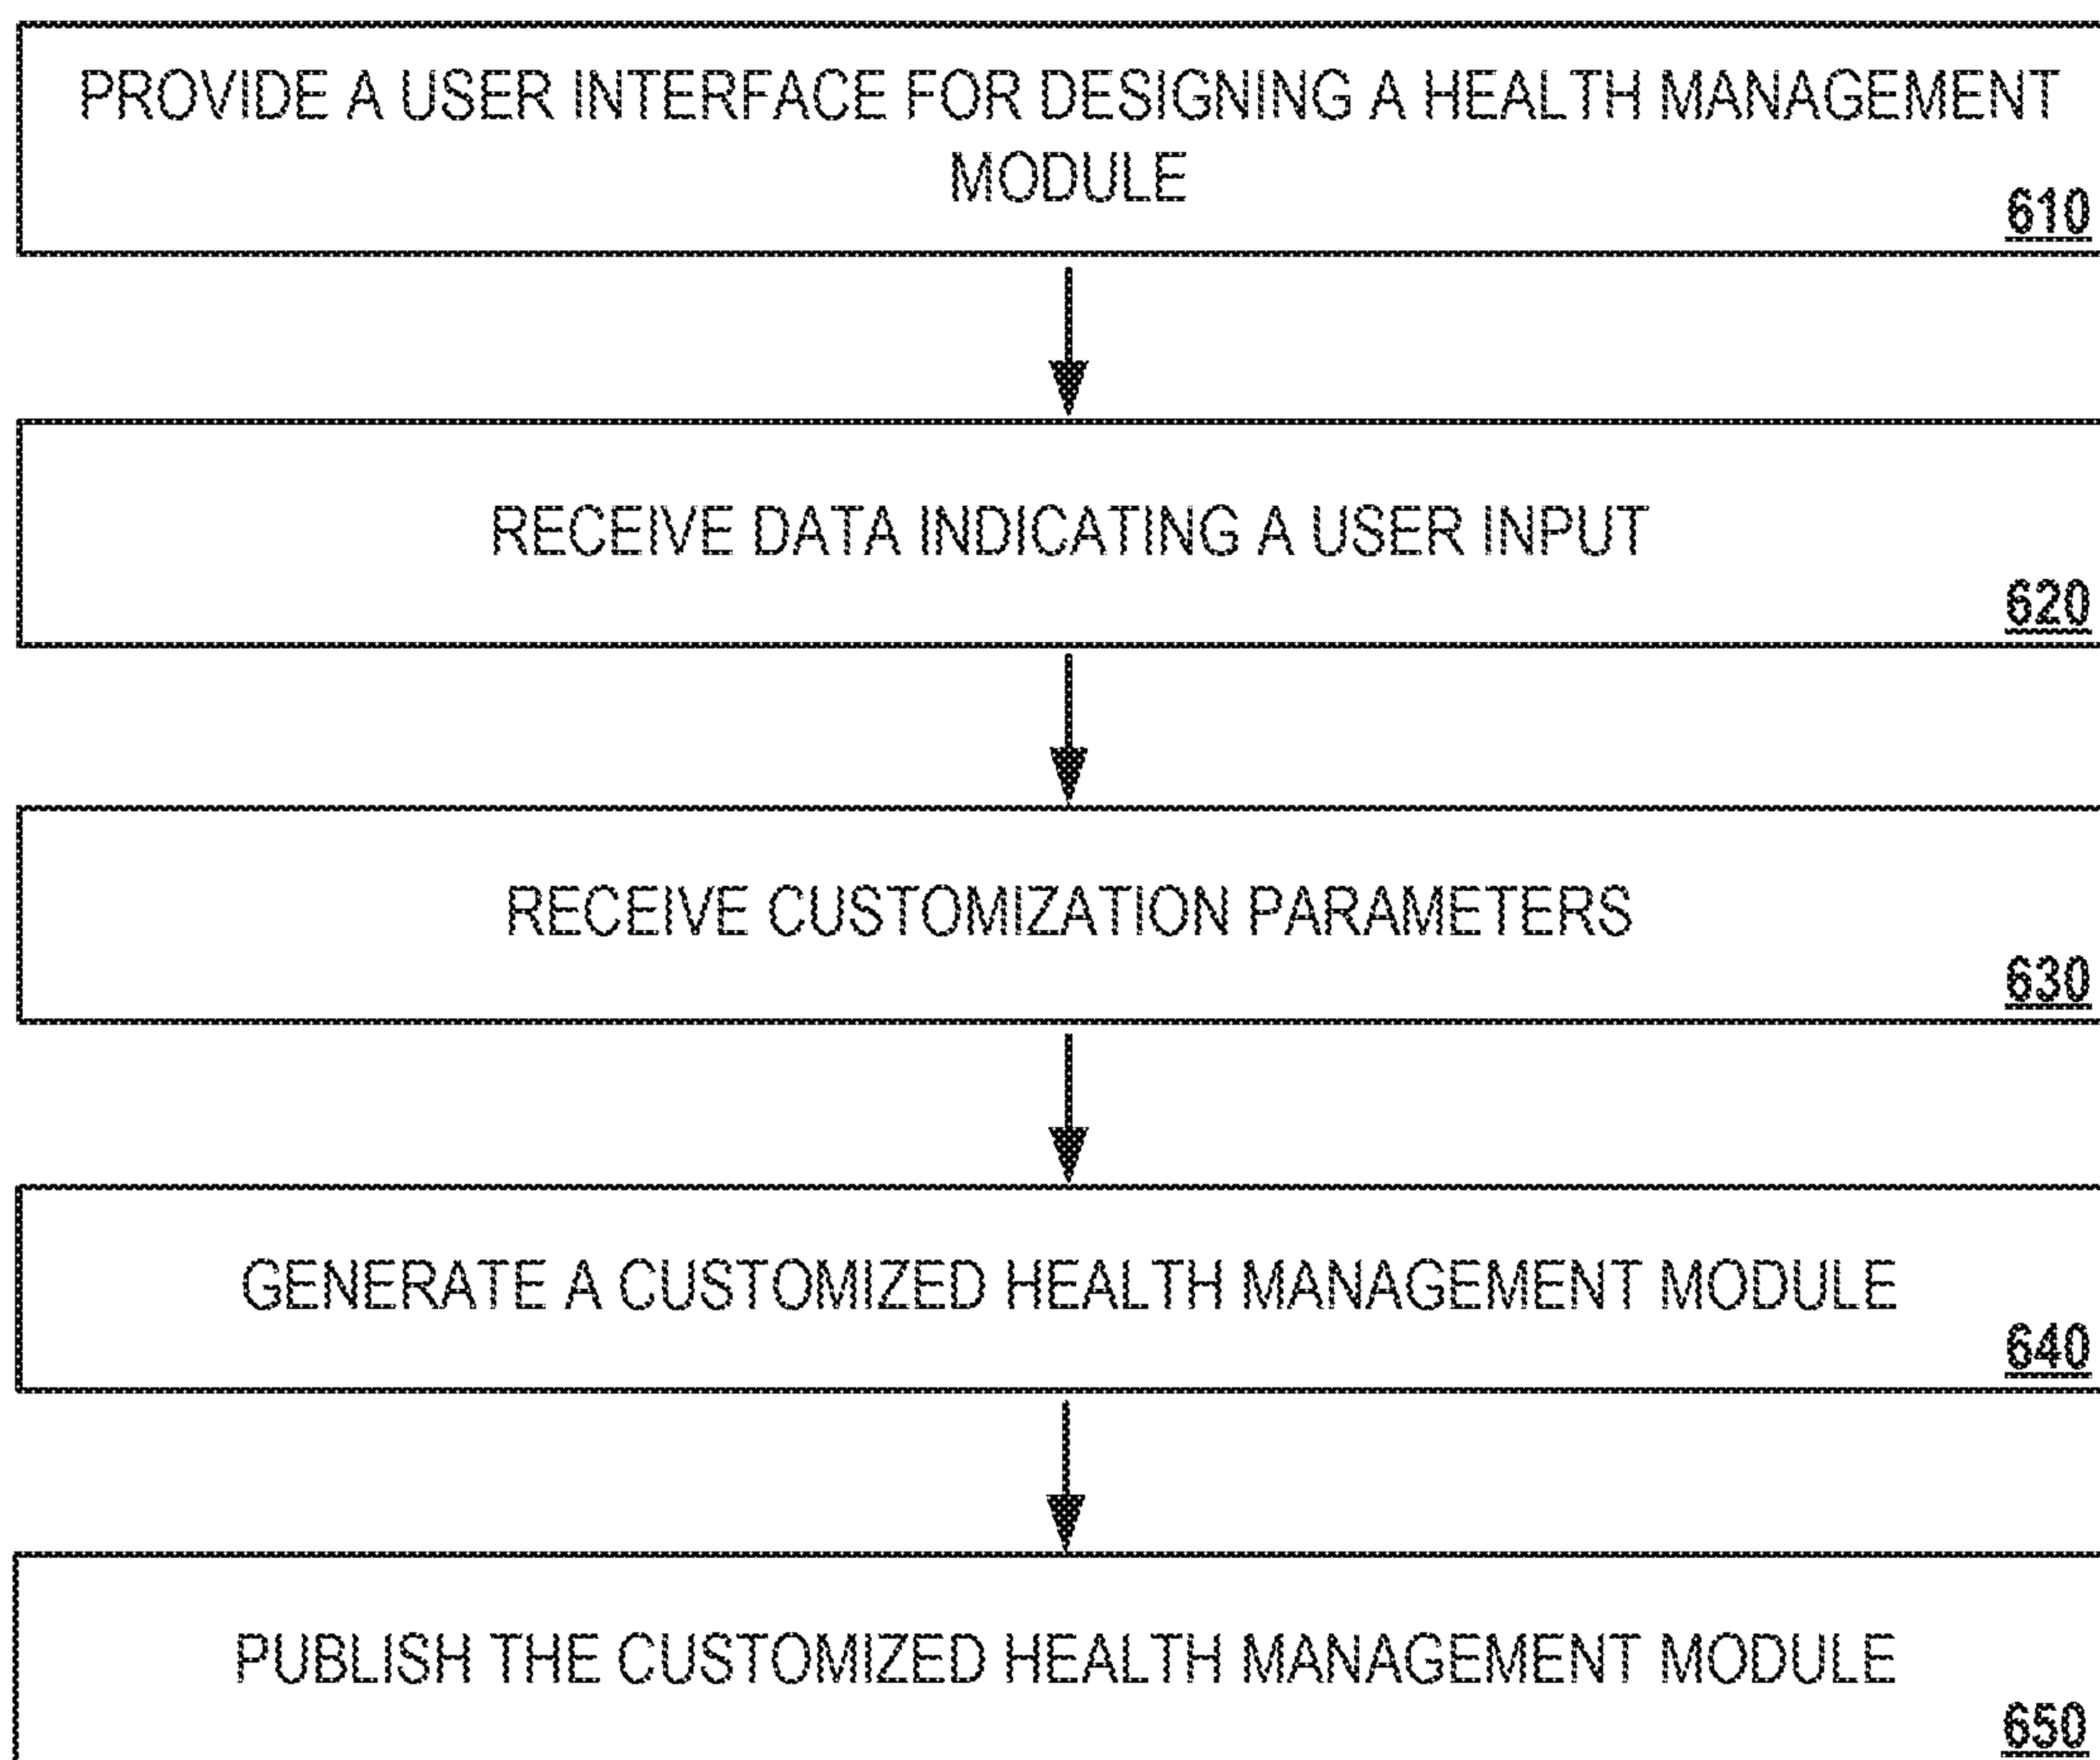 PROVIDE A USER INTERFACE FOR DESIGNING A HEALTH MANAGEMENT
MODULE
610
RECEIVE DATA INDICATING A USER INPUT
620
RECEIVE CUSTOMIZATION PARAMETERS
630
GENERATE A CUSTOMIZED HEALTH MANAGEMENT MODULE
640
PUBLISH THE CUSTOMIZED HEALTH MANAGEMENT MODULE
650